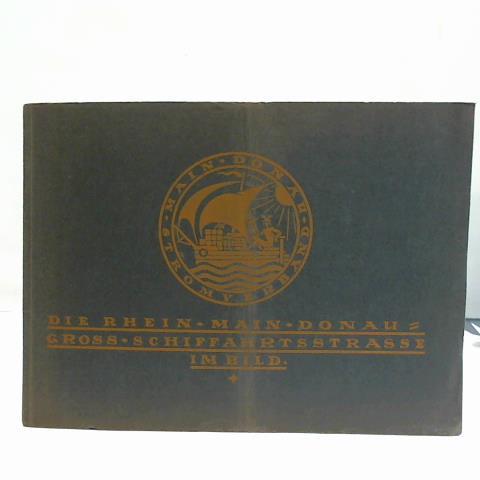 MAIN · DONAU
STROMVERBAND
DIE RHEIN - MAIN - DONAU =
GROSS - SCHIFFAHRTSSTRASSE
IM BILD.